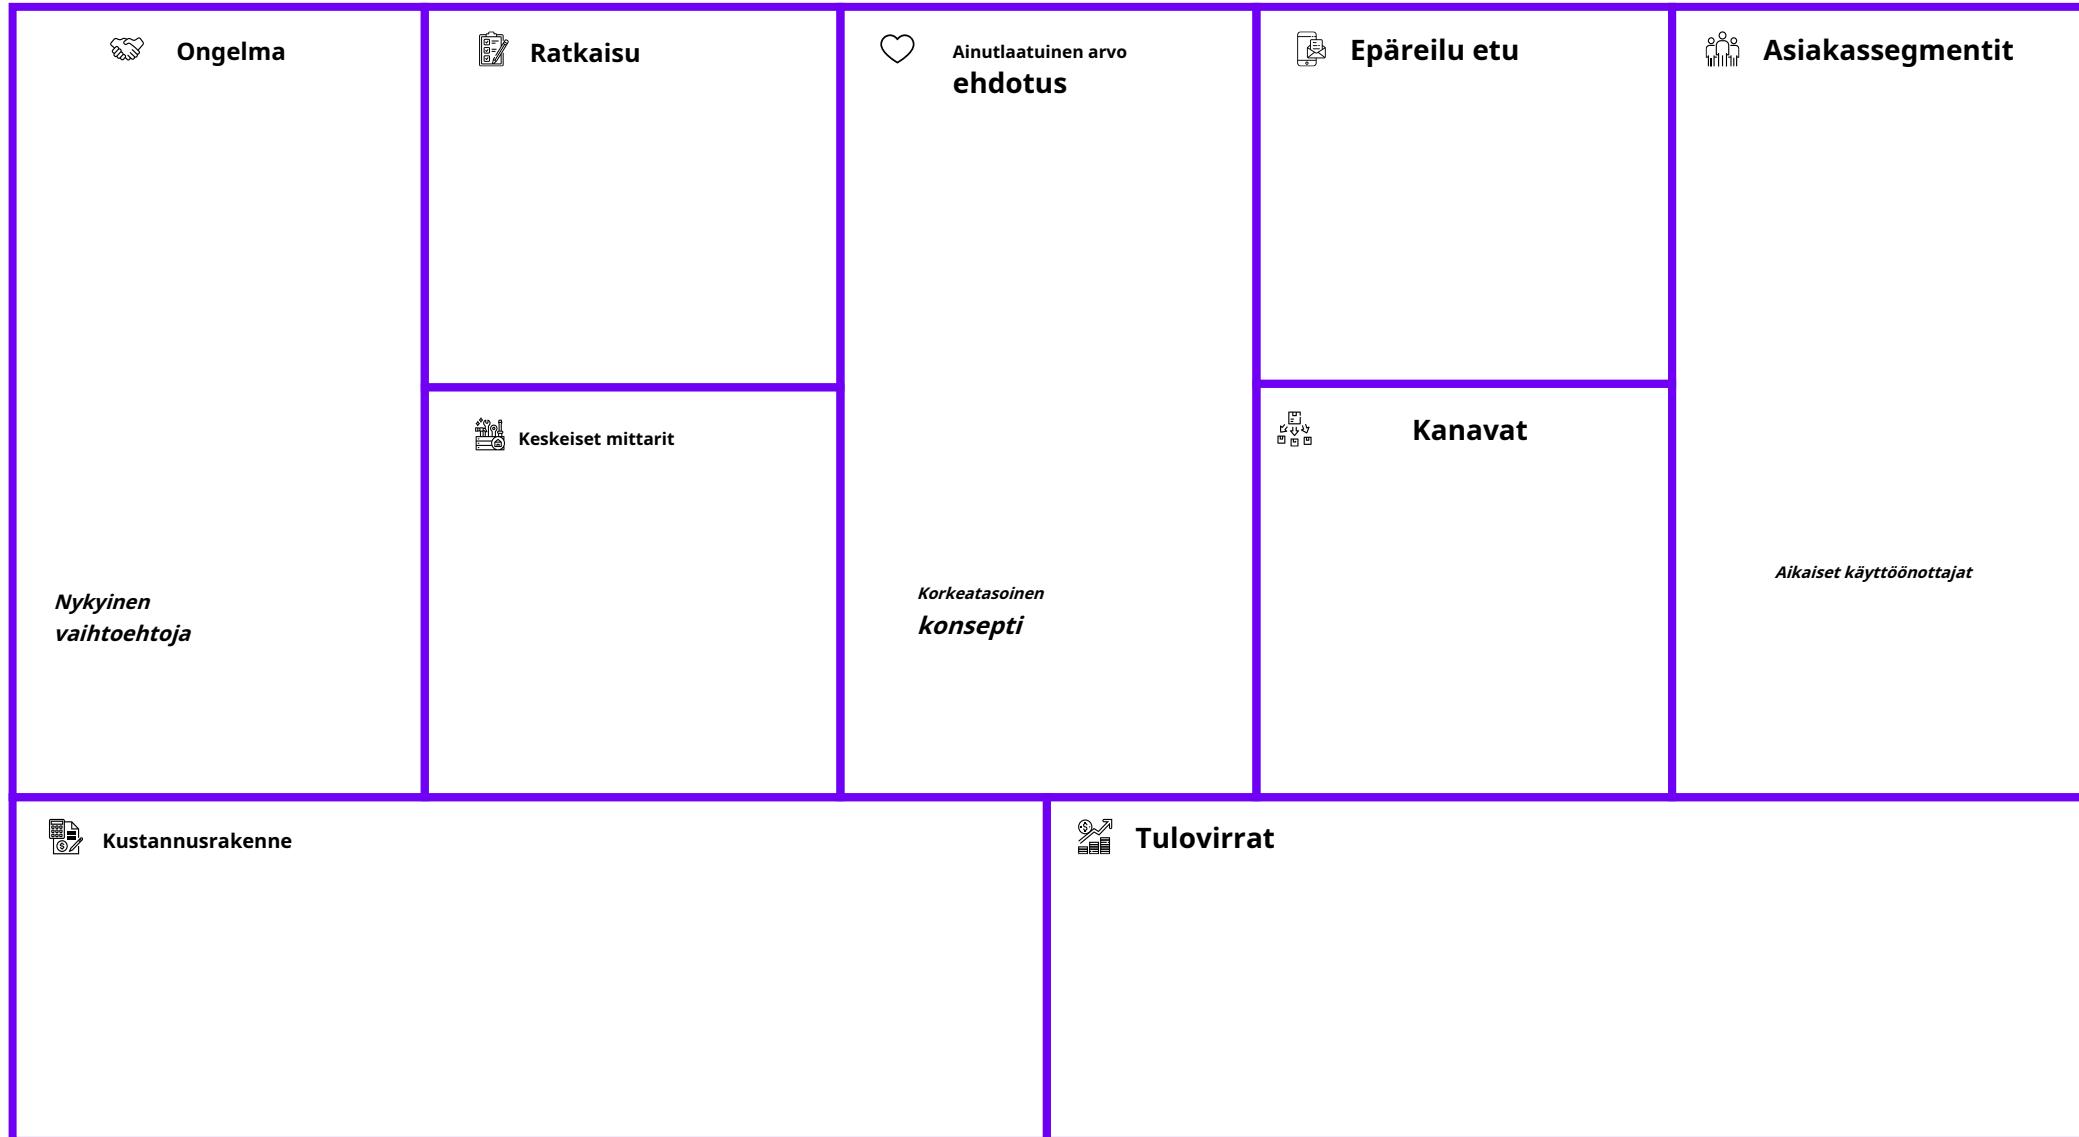 Ongelma
Ratkaisu
Ainutlaatuinen arvo
ehdotus
Epäreilu etu
Asiakassegmentit
Keskeiset mittarit
Kanavat
Nykyinen
vaihtoehtoja
Korkeatasoinen
konsepti
Aikaiset käyttöönottajat
Kustannusrakenne
Tulovirrat